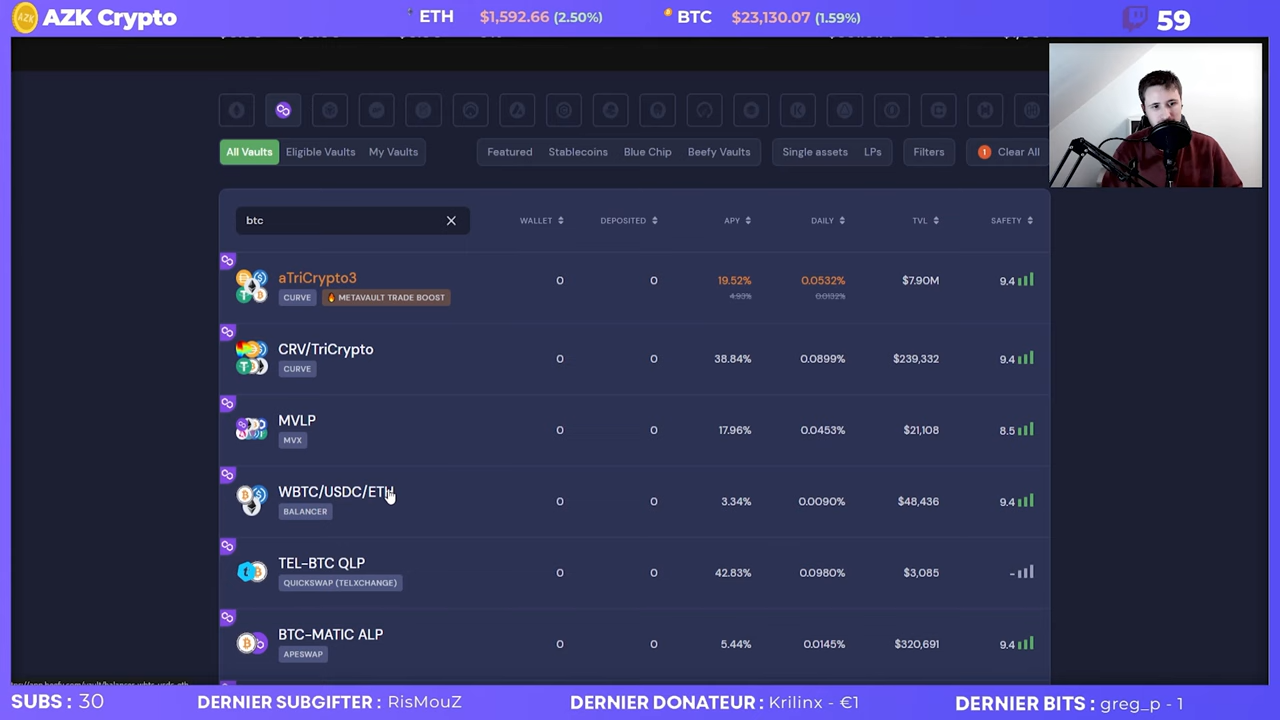 AZK Crypto
ETH $1,592.66 (2.50%)
BTC $23,130.07 (1.59%)
59
All Vaults Eligible Vaults My Vaults Featured Stablecoins Blue Chip Beefy Vaults Single assets LPs Filters 1 Clear All
btc WALLET DEPOSITED APY DAILY TVL SAFETY
aTriCrypto3 0 0 19.52% 0.0532% $7.90M 9.4
CURVE METAVAULT TRADE BOOST 4.93% 0.0132%
CRV/TriCrypto 0 0 38.84% 0.0899% $239,332 9.4
CURVE
MVLP 0 0 17.96% 0.0453% $21,108 8.5
MVX
WBTC/USDC/ETH 0 0 3.34% 0.0090% $48,436 9.4
BALANCER
TEL-BTC QLP 0 0 42.83% 0.0980% $3,085 -
QUICKSWAP (TELXCHANGE)
BTC-MATIC ALP 0 0 5.44% 0.0145% $320,691 9.4
APESWAP
SUBS : 30 DERNIER SUBGIFTER : RisMouZ DERNIER DONATEUR : Krilinx - €1 DERNIER BITS : greg_p - 1